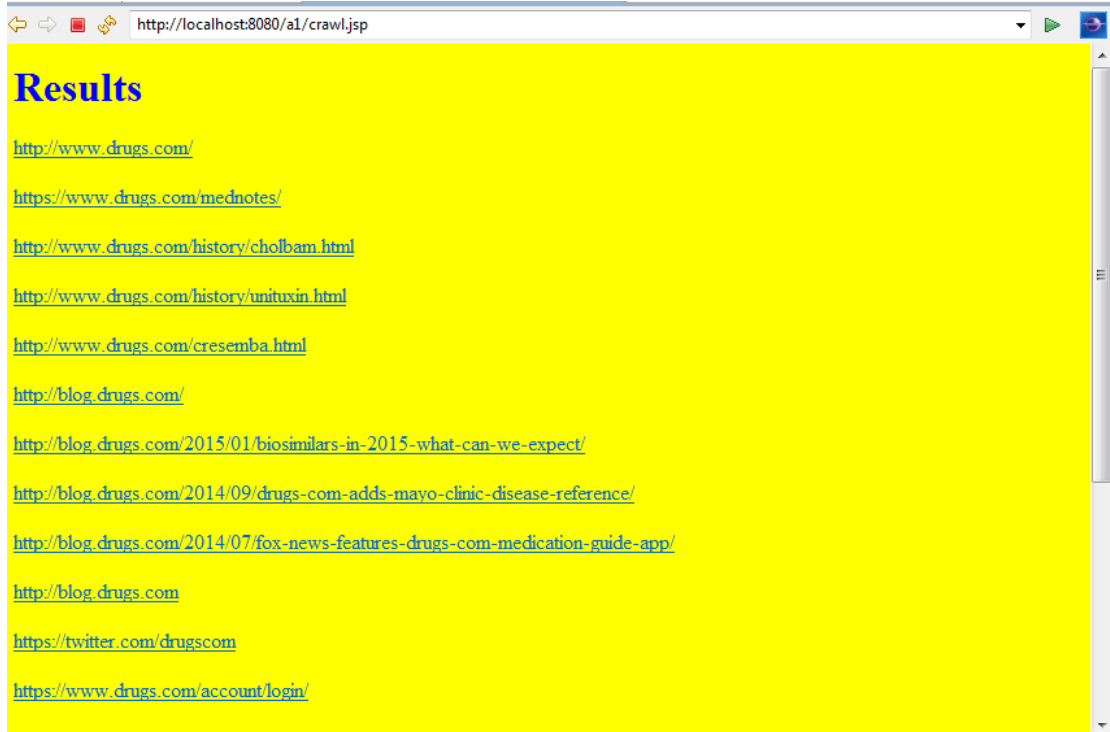 http://localhost:8080/a1/crawl.jsp
Results
http://www.drugs.com/
https://www.drugs.com/mednotes/
http://www.drugs.com/history/cholbam.html
http://www.drugs.com/history/unituxin.html
http://www.drugs.com/cresemba.html
http://blog.drugs.com/
http://blog.drugs.com/2015/01/biosimilars-in-2015-what-can-we-expect/
http://blog.drugs.com/2014/09/drugs-com-adds-mayo-clinic-disease-reference/
http://blog.drugs.com/2014/07/fox-news-features-drugs-com-medication-guide-app/
http://blog.drugs.com
https://twitter.com/drugscom
https://www.drugs.com/account/login/